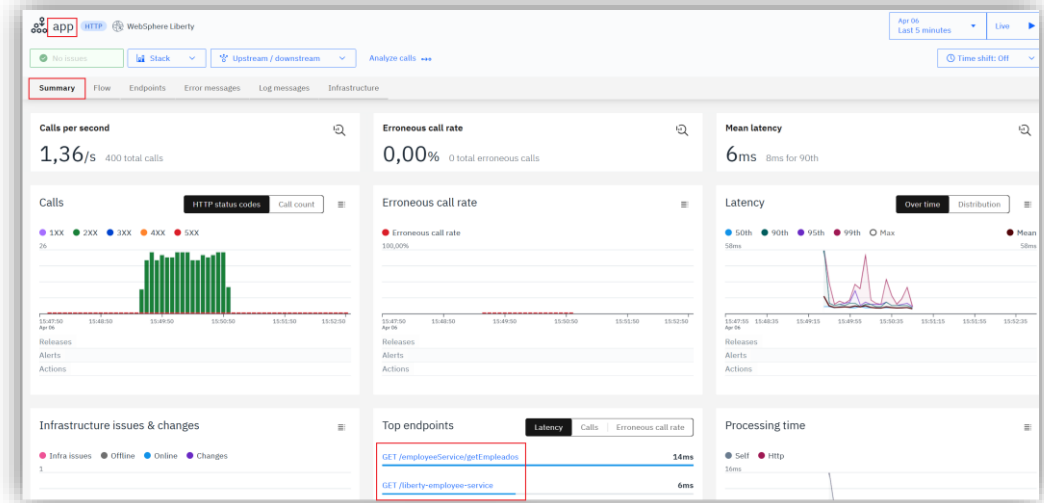 app HTTP WebSphere Liberty
Apr 06
Last 5 minutes
Live
No issues
Stack
Upstream / downstream
Analyze calls
Time shift: Off
Summary Flow Endpoints Error messages Log messages Infrastructure
Calls per second
1,36/s 400 total calls
Erroneous call rate
0,00% 0 total erroneous calls
Mean latency
6ms 8ms for 90th
Calls
HTTP status codes Call count
1XX 2XX 3XX 4XX 5XX
26
15:47:50 15:48:50 15:49:50 15:50:50 15:51:50 15:52:50
Apr 06
Releases
Alerts
Actions
Erroneous call rate
Erroneous call rate
100,00%
15:47:50 15:48:50 15:49:50 15:50:50 15:51:50 15:52:50
Apr 06
Releases
Alerts
Actions
Latency
Over time Distribution
50th 90th 95th 99th Max Mean
58ms 58ms
15:47:55 15:48:35 15:49:15 15:49:55 15:50:35 15:51:15 15:51:55 15:52:35
Apr 06
Releases
Alerts
Actions
Infrastructure issues & changes
Infra issues Offline Online Changes
1
Top endpoints
Latency Calls Erroneous call rate
GET /employeeService/getEmpleados 14ms
GET /liberty-employee-service 6ms
Processing time
Self Http
16ms